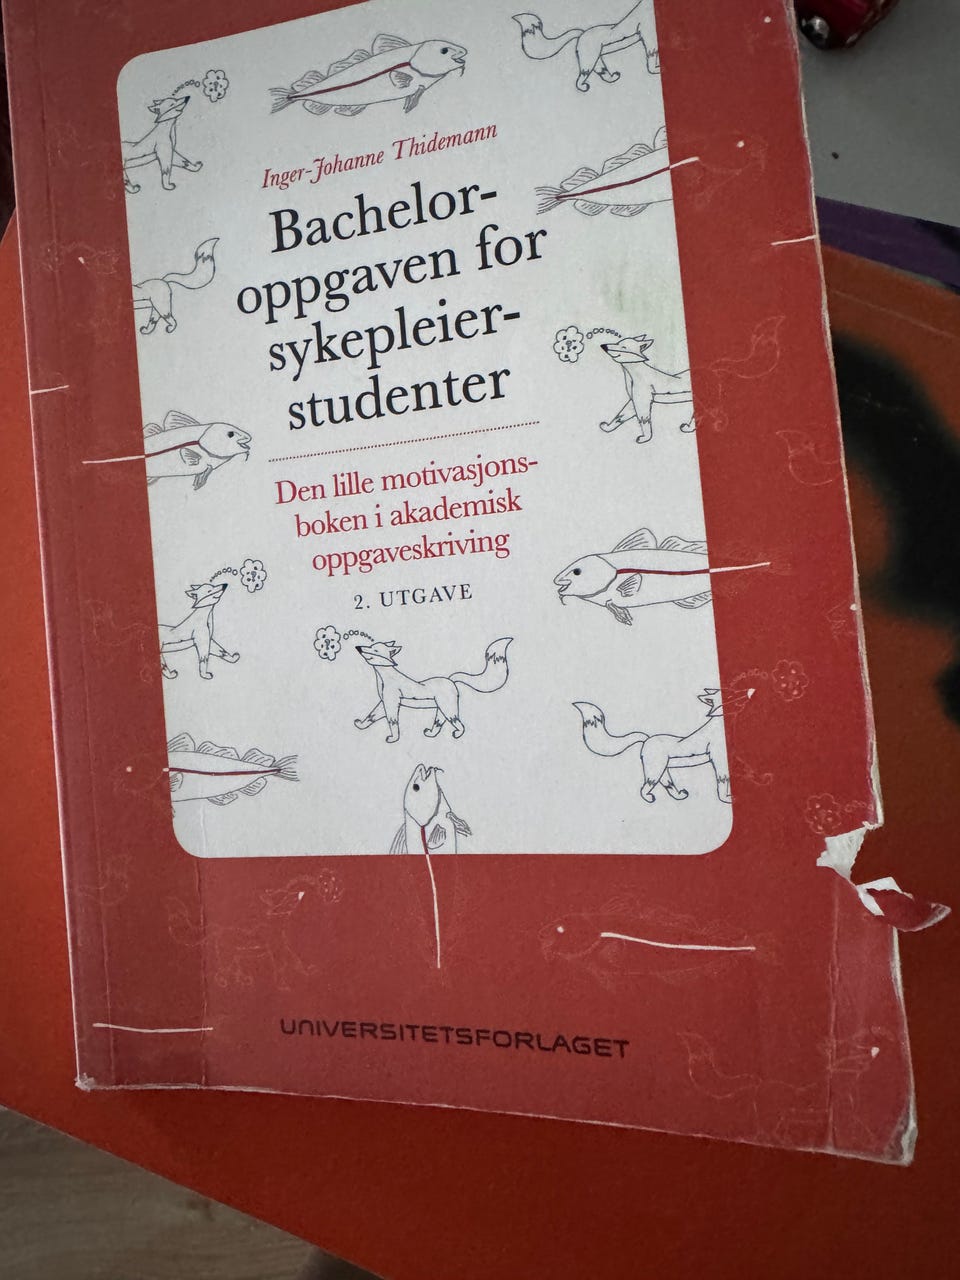 Inger-Johanne Thidemann
Bachelor-
oppgaven for
sykepleier-
studenter
Den lille motivasjons-
boken i akademisk
oppgaveskriving
2. UTGAVE
UNIVERSITETSFORLAGET